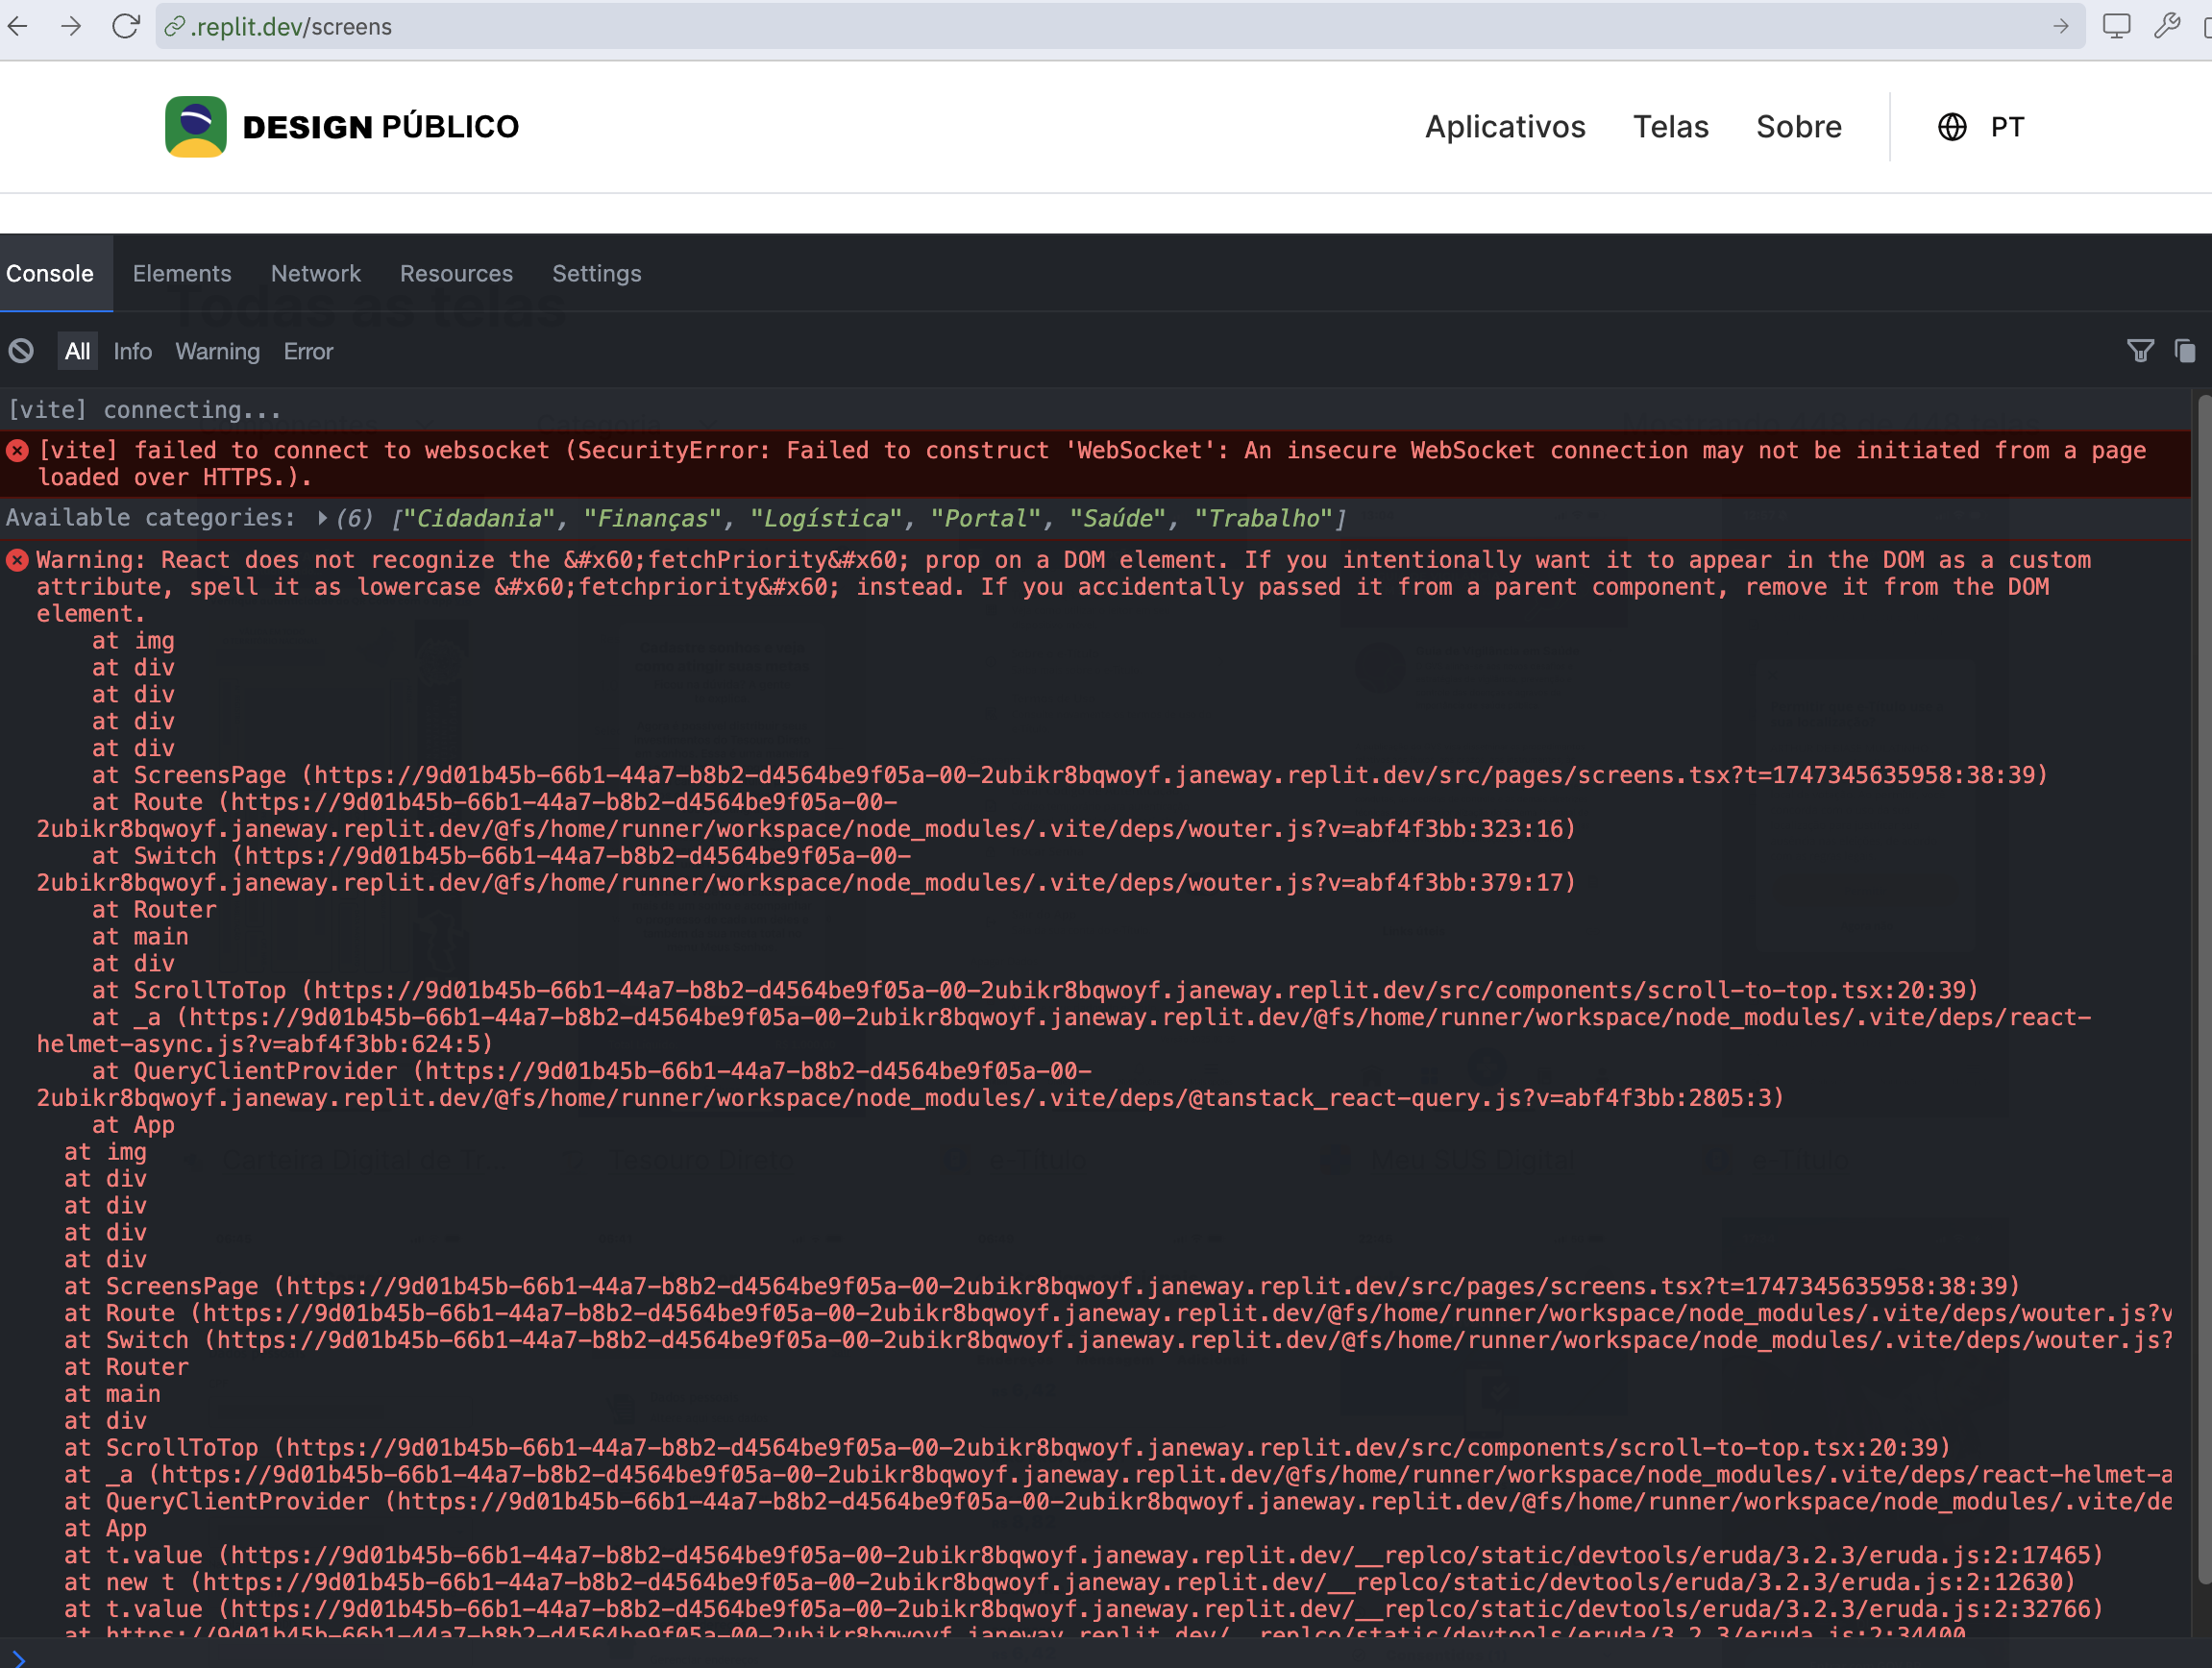 .replit.dev/screens
DESIGN PÚBLICO
Aplicativos Telas Sobre PT
Console Elements Network Resources Settings
Todas as telas
All Info Warning Error
[vite] connecting...
[vite] failed to connect to websocket (SecurityError: Failed to construct 'WebSocket': An insecure WebSocket connection may not be initiated from a page
loaded over HTTPS.).
Available categories: (6) ["Cidadania", "Finanças", "Logística", "Portal", "Saúde", "Trabalho"]
Warning: React does not recognize the &#x60;fetchPriority&#x60; prop on a DOM element. If you intentionally want it to appear in the DOM as a custom
attribute, spell it as lowercase &#x60;fetchpriority&#x60; instead. If you accidentally passed it from a parent component, remove it from the DOM
element.
at img
at div
at div
at div
at div
at ScreensPage (https://9d01b45b-66b1-44a7-b8b2-d4564be9f05a-00-2ubikr8bqwoyf.janeway.replit.dev/src/pages/screens.tsx?t=1747345635958:38:39)
at Route (https://9d01b45b-66b1-44a7-b8b2-d4564be9f05a-00-
2ubikr8bqwoyf.janeway.replit.dev/@fs/home/runner/workspace/node_modules/.vite/deps/wouter.js?v=abf4f3bb:323:16)
at Switch (https://9d01b45b-66b1-44a7-b8b2-d4564be9f05a-00-
2ubikr8bqwoyf.janeway.replit.dev/@fs/home/runner/workspace/node_modules/.vite/deps/wouter.js?v=abf4f3bb:379:17)
at Router
at main
at div
at ScrollToTop (https://9d01b45b-66b1-44a7-b8b2-d4564be9f05a-00-2ubikr8bqwoyf.janeway.replit.dev/src/components/scroll-to-top.tsx:20:39)
at _a (https://9d01b45b-66b1-44a7-b8b2-d4564be9f05a-00-2ubikr8bqwoyf.janeway.replit.dev/@fs/home/runner/workspace/node_modules/.vite/deps/react-
helmet-async.js?v=abf4f3bb:624:5)
at QueryClientProvider (https://9d01b45b-66b1-44a7-b8b2-d4564be9f05a-00-
2ubikr8bqwoyf.janeway.replit.dev/@fs/home/runner/workspace/node_modules/.vite/deps/@tanstack_react-query.js?v=abf4f3bb:2805:3)
at App
at img
Carteira Digital de Tr Tesouro Direto e-Título Meu SUS Digital e-Título
at div
at div
at div
at div
at ScreensPage (https://9d01b45b-66b1-44a7-b8b2-d4564be9f05a-00-2ubikr8bqwoyf.janeway.replit.dev/src/pages/screens.tsx?t=1747345635958:38:39)
at Route (https://9d01b45b-66b1-44a7-b8b2-d4564be9f05a-00-2ubikr8bqwoyf.janeway.replit.dev/@fs/home/runner/workspace/node_modules/.vite/deps/wouter.js?v
at Switch (https://9d01b45b-66b1-44a7-b8b2-d4564be9f05a-00-2ubikr8bqwoyf.janeway.replit.dev/@fs/home/runner/workspace/node_modules/.vite/deps/wouter.js?
at Router
at main
at div
at ScrollToTop (https://9d01b45b-66b1-44a7-b8b2-d4564be9f05a-00-2ubikr8bqwoyf.janeway.replit.dev/src/components/scroll-to-top.tsx:20:39)
at _a (https://9d01b45b-66b1-44a7-b8b2-d4564be9f05a-00-2ubikr8bqwoyf.janeway.replit.dev/@fs/home/runner/workspace/node_modules/.vite/deps/react-helmet-a
at QueryClientProvider (https://9d01b45b-66b1-44a7-b8b2-d4564be9f05a-00-2ubikr8bqwoyf.janeway.replit.dev/@fs/home/runner/workspace/node_modules/.vite/de
at App
at t.value (https://9d01b45b-66b1-44a7-b8b2-d4564be9f05a-00-2ubikr8bqwoyf.janeway.replit.dev/__replco/static/devtools/eruda/3.2.3/eruda.js:2:17465)
at new t (https://9d01b45b-66b1-44a7-b8b2-d4564be9f05a-00-2ubikr8bqwoyf.janeway.replit.dev/__replco/static/devtools/eruda/3.2.3/eruda.js:2:12630)
at t.value (https://9d01b45b-66b1-44a7-b8b2-d4564be9f05a-00-2ubikr8bqwoyf.janeway.replit.dev/__replco/static/devtools/eruda/3.2.3/eruda.js:2:32766)
at https://9d01b45b-66b1-44a7-b8b2-d4564be9f05a-00-2ubikr8bqwoyf.janeway.replit.dev/__replco/static/devtools/eruda/3.2.3/eruda.js:2:34400